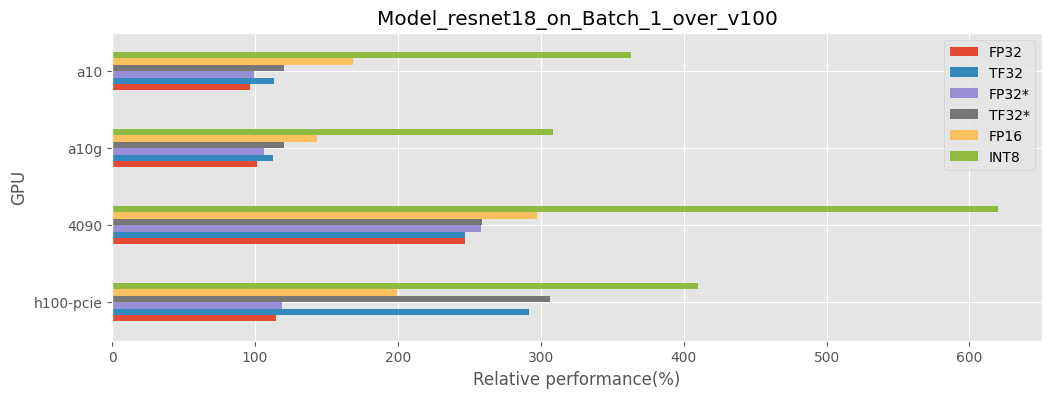 Model_resnet18_on_Batch_1_over_v100
FP32
TF32
FP32*
TF32*
FP16
INT8
a10
a10g
4090
h100-pcie
GPU
0 100 200 300 400 500 600
Relative performance(%)